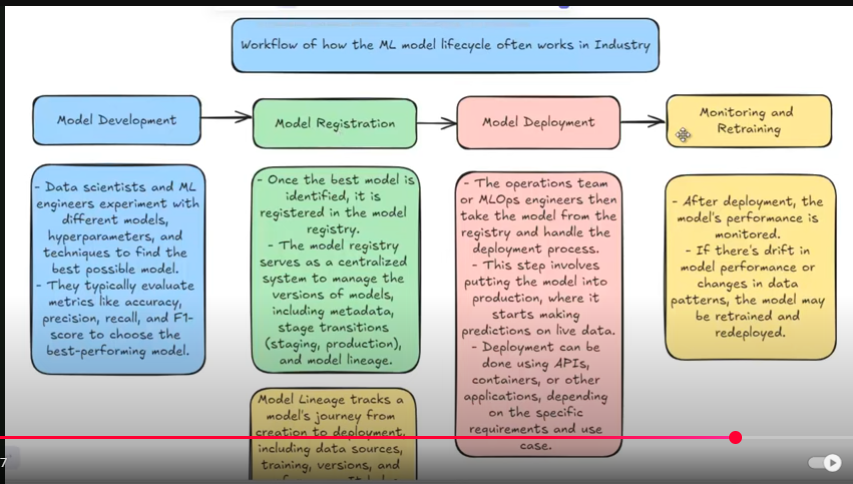 Workflow of how the ML model lifecycle often works in Industry
Model Development
Model Registration
Model Deployment
Monitoring and
Retraining
- Data scientists and ML
engineers experiment with
different models,
hyperparameters, and
techniques to find the
best possible model.
- They typically evaluate
metrics like accuracy,
precision, recall, and F1-
score to choose the
best-performing model.
- Once the best model is
identified, it is
registered in the model
registry.
- The model registry
serves as a centralized
system to manage the
versions of models,
including metadata,
stage transitions
(staging, production),
and model lineage.
Model Lineage tracks a
model's journey from
creation to deployment,
including data sources,
training, versions, and
- The operations team
or MLOps engineers then
take the model from the
registry and handle the
deployment process.
- This step involves
putting the model into
production, where it
starts making
predictions on live data.
- Deployment can be
done using APIs,
containers, or other
applications, depending
on the specific
requirements and use
case.
- After deployment, the
model's performance is
monitored.
- If there's drift in
model performance or
changes in data
patterns, the model may
be retrained and
redeployed.
7